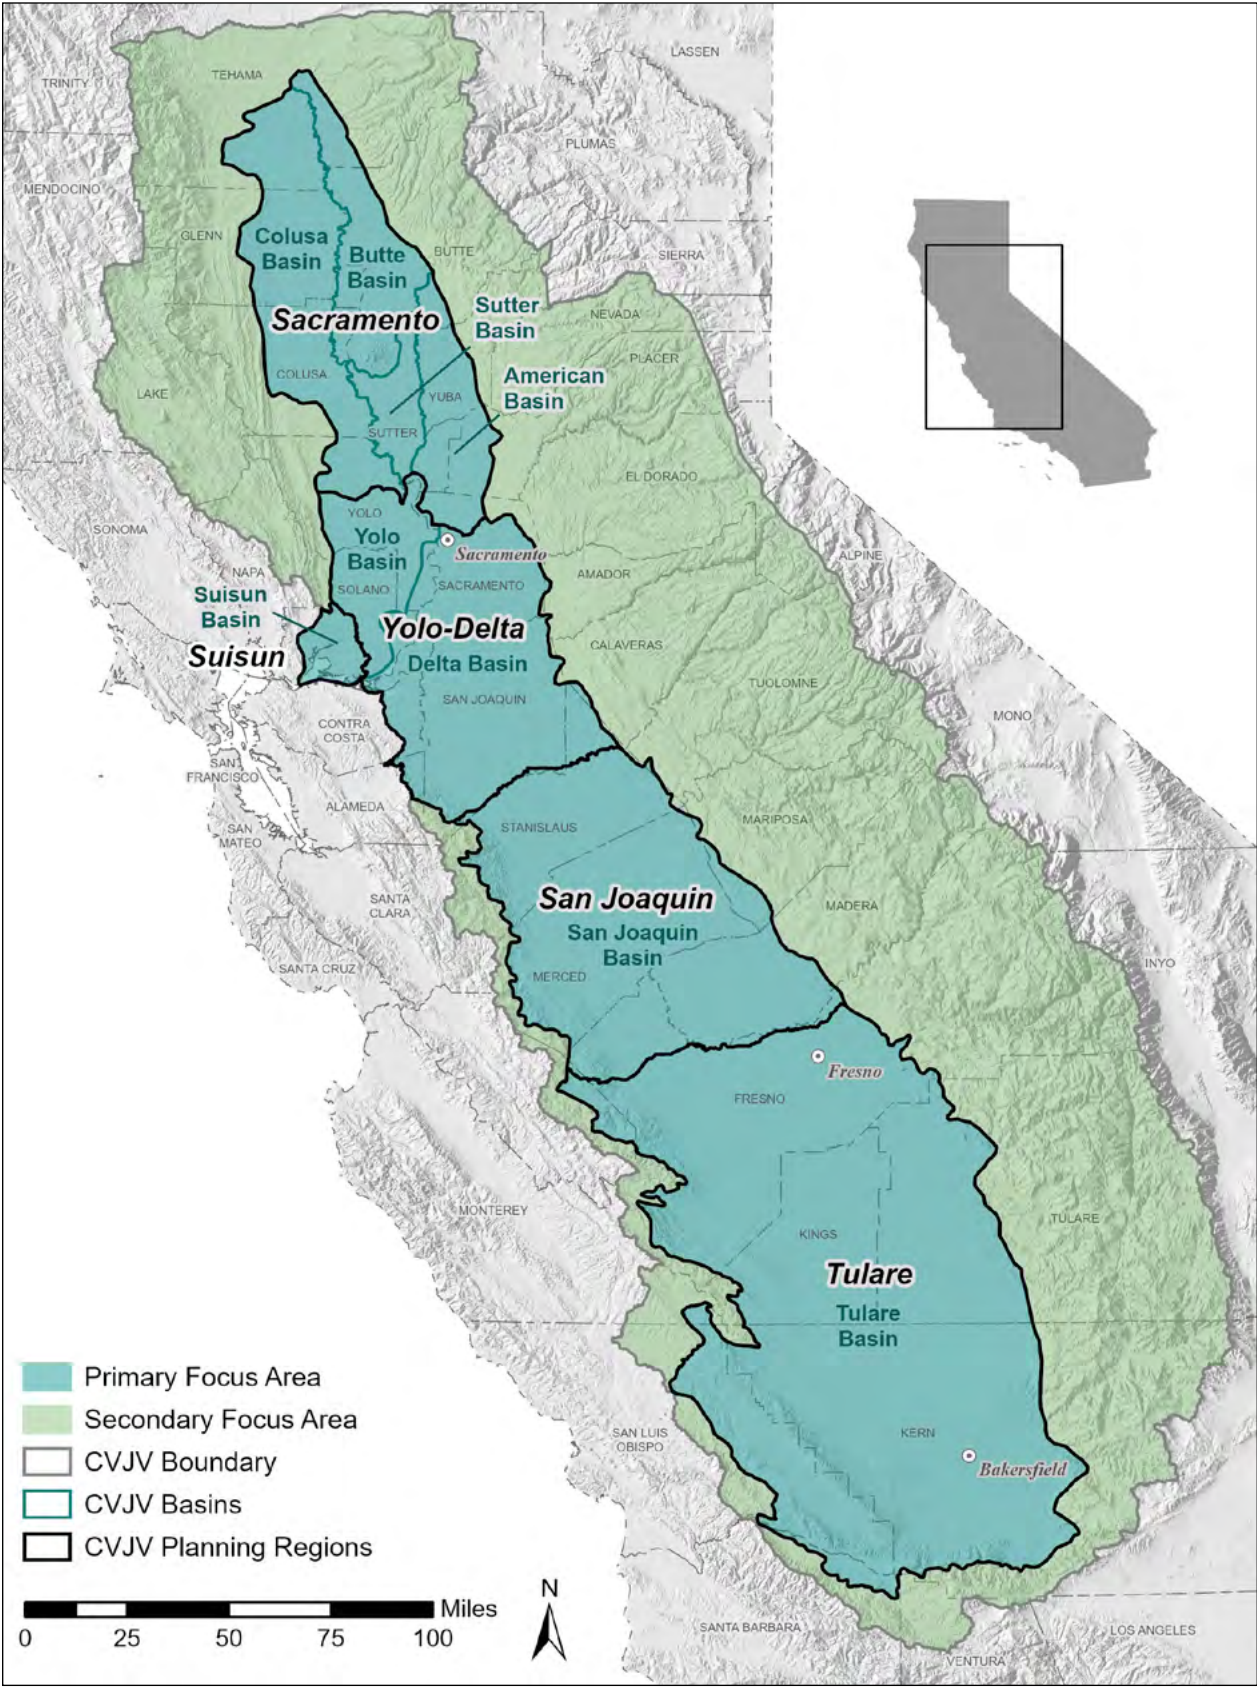 LASSEN
TEHAMA
TRINITY
PLUMAS
MENDOCINO
GLENN
Colusa
Basin
Butte
Basin
BUTTE
SIERRA
Sacramento
Sutter
Basin
NEVADA
PLACER
COLUSA
American
Basin
LAKE
YUBA
SUTTER
EL DORADO
YOLO
SONOMA
Yolo
Basin
Sacramento
ALPINE
NAPA
AMADOR
SOLANO
SACRAMENTO
Suisun
Basin
Yolo-Delta
Suisun
Delta Basin
CALAVERAS
TUOLOMNE
SAN JOAQUIN
CONTRA
COSTA
MONO
SAN
FRANCISCO
ALAMEDA
SAN
MATEO
STANISLAUS
MARIPOSA
San Joaquin
San Joaquin
Basin
SANTA
CLARA
MADERA
SANTA CRUZ
MERCED
INYO
Fresno
FRESNO
MONTEREY
TULARE
KINGS
Tulare
Tulare
Basin
Primary Focus Area
Secondary Focus Area
CVJV Boundary
CVJV Basins
CVJV Planning Regions
SAN LUIS
OBISPO
KERN
Bakersfield
N
Miles
0 25 50 75 100
SANTA BARBARA
VENTURA
LOS ANGELES